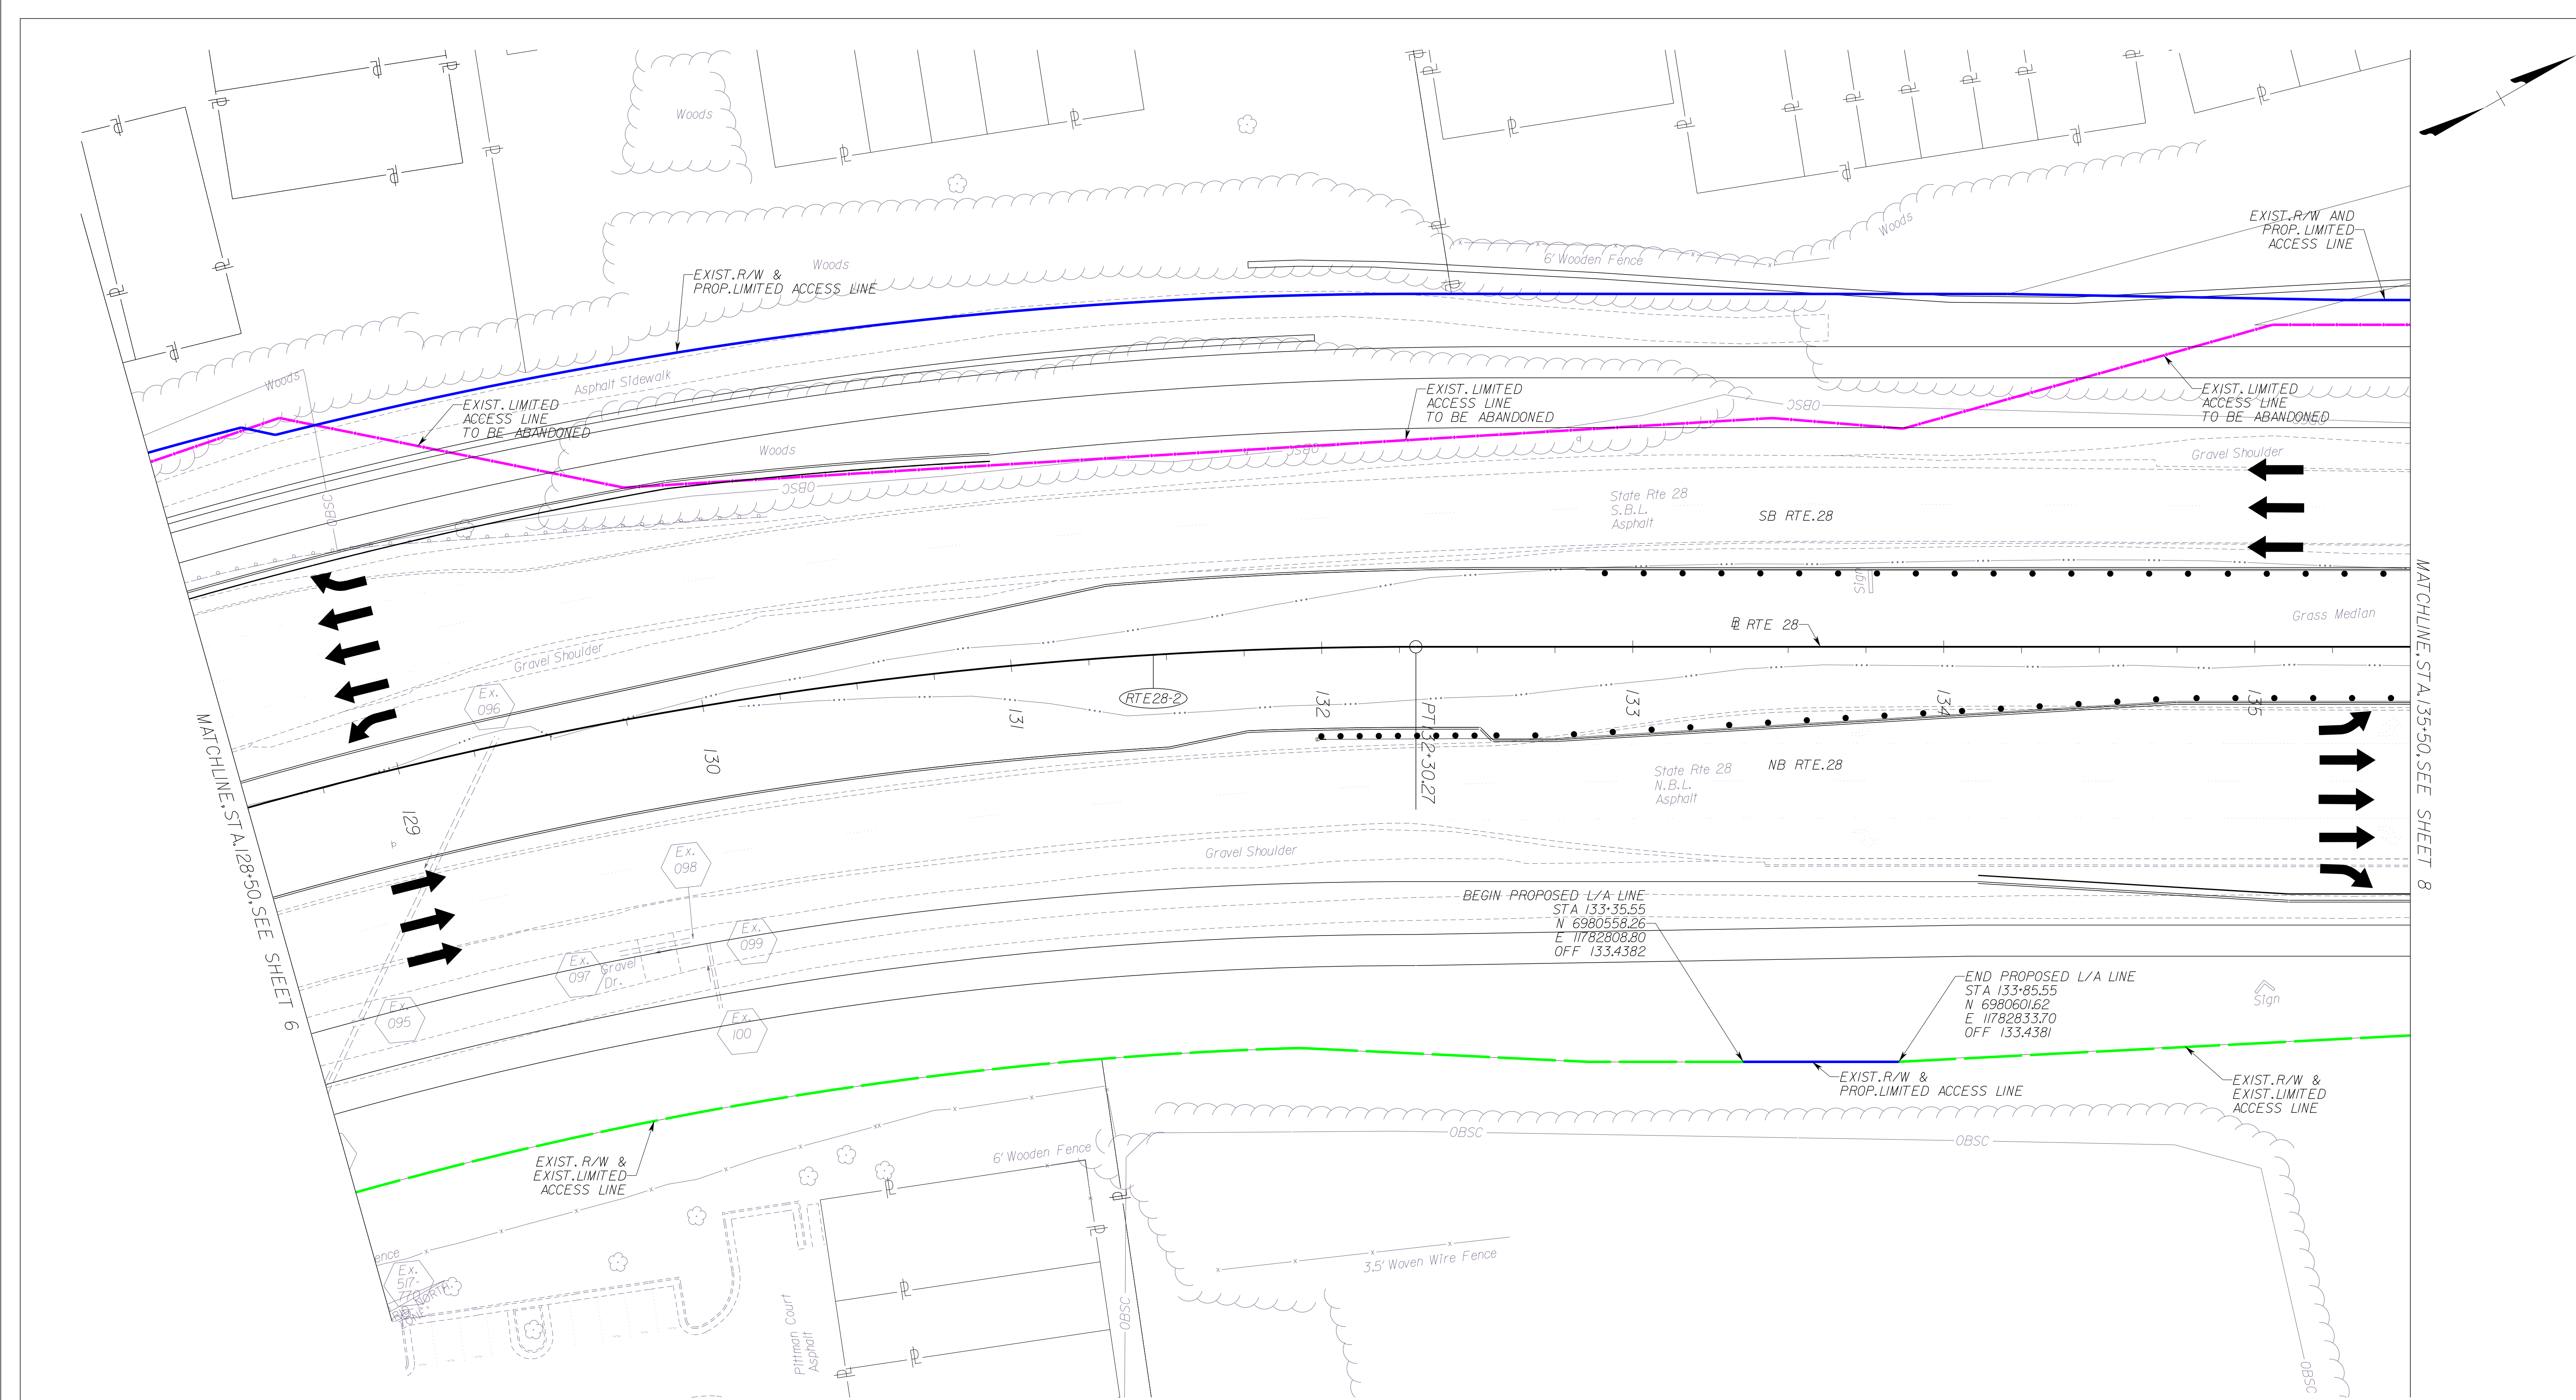 Woods
EXIST. R/W AND
PROP. LIMITED
ACCESS LINE
Woods
6' Wooden Fence
Woods
EXIST. R/W &
PROP. LIMITED ACCESS LINE
Woods
Asphalt Sidewalk
EXIST. LIMITED
ACCESS LINE
TO BE ABANDONED
EXIST. LIMITED
ACCESS LINE
TO BE ABANDONED
EXIST. LIMITED
ACCESS LINE
TO BE ABANDONED
OBSC
OBSC
Woods
OBSC
OBSC
OBSC
Gravel Shoulder
State Rte 28
S.B.L.
Asphalt
SB RTE. 28
Sign
Grass Median
RTE 28
Gravel Shoulder
Ex.
096
RTE28-2
129
130
131
132
133
134
135
PT 132+30.27
MATCHLINE, STA. 128+50, SEE SHEET 6
MATCHLINE, STA. 135+50, SEE SHEET 8
State Rte 28
N.B.L.
Asphalt
NB RTE. 28
Gravel Shoulder
Ex.
098
Ex.
099
Ex.
097
Gravel
Dr.
Ex.
095
Ex.
100
BEGIN PROPOSED L/A LINE
STA 133+35.55
N 6980558.26
E 11782808.80
OFF 133.4382
END PROPOSED L/A LINE
STA 133+85.55
N 6980601.62
E 11782833.70
OFF 133.4381
Sign
EXIST. R/W &
PROP. LIMITED ACCESS LINE
EXIST. R/W &
EXIST. LIMITED
ACCESS LINE
EXIST. R/W &
EXIST. LIMITED
ACCESS LINE
6' Wooden Fence
OBSC
OBSC
3.5' Woven Wire Fence
ence
Ex.
517-
Pittman Court
Asphalt
OBSC
OBSC